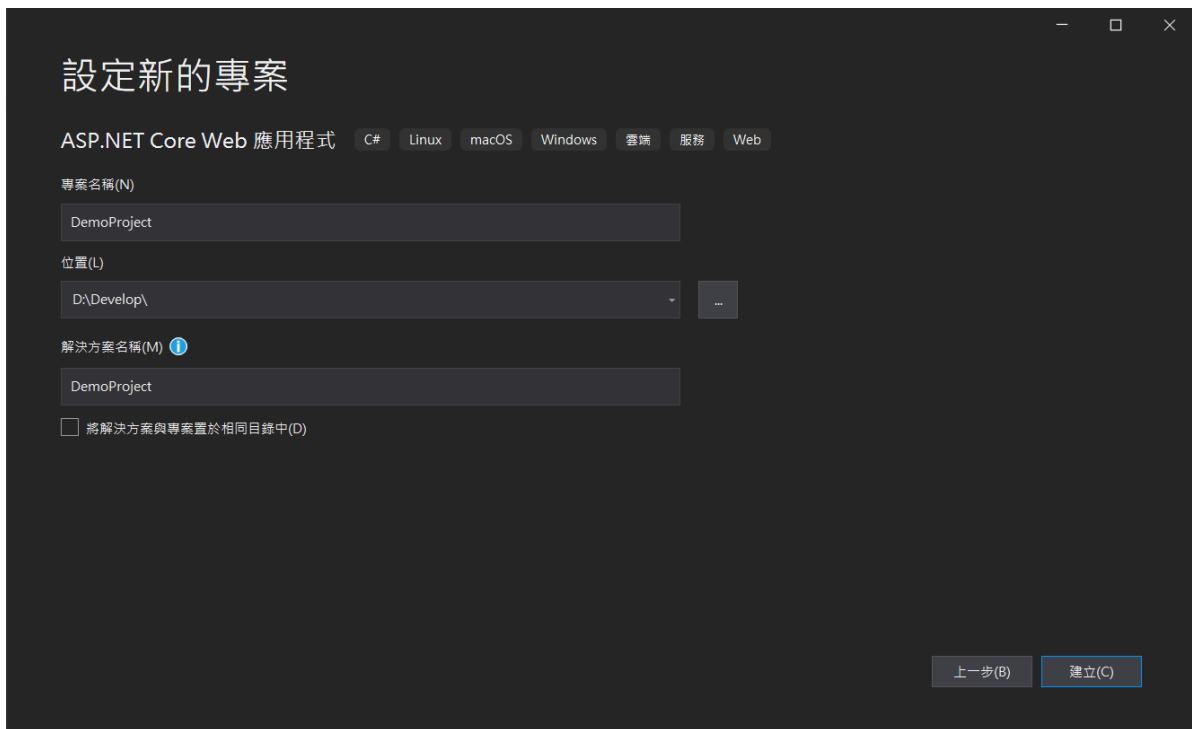 設定新的專案
ASP.NET Core Web 應用程式 C# Linux macOS Windows 雲端 服務 Web
專案名稱(N)
DemoProject
位置(L)
D:\Develop\
...
解決方案名稱(M)
DemoProject
將解決方案與專案置於相同目錄中(D)
上一步(B) 建立(C)